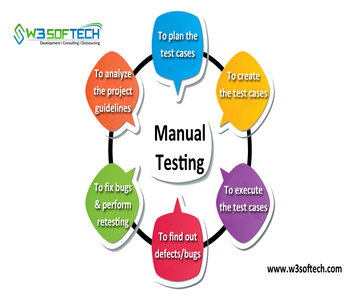 W3SOFTECH
Development | Consulting | Outsourcing
To plan the
test cases
To create
the test cases
To execute
the test cases
To find out
defects/bugs
To fix bugs
& perform
retesting
To analyze
the project
guidelines
Manual
Testing
www.w3softech.com